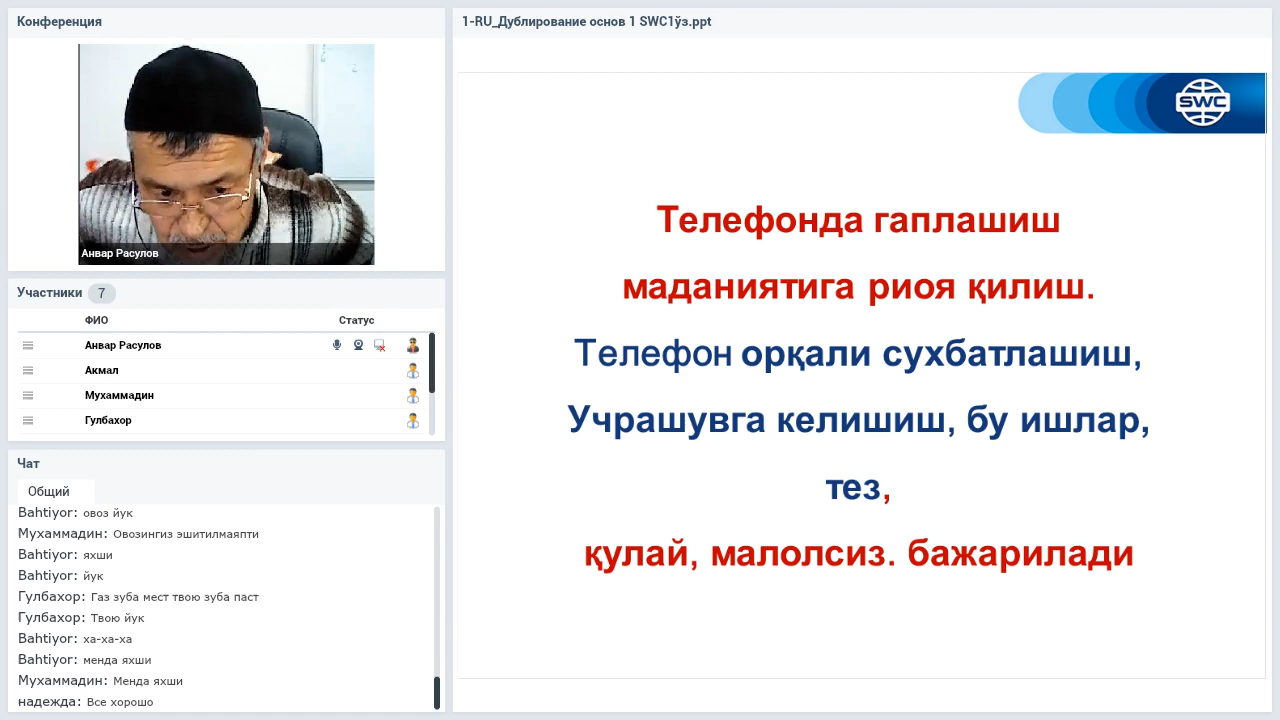 Конференция
Анвар Расулов
Участники 7
ФИО Статус
Анвар Расулов
Акмал
Мухаммадин
Гулбахор
Чат
Общий
Bahtiyor: овоз йук
Мухаммадин: Овозингиз эшитилмаяпти
Bahtiyor: яхши
Bahtiyor: йук
Гулбахор: Газ зуба мест твою зуба паст
Гулбахор: Твою йук
Bahtiyor: ха-ха-ха
Bahtiyor: менда яхши
Мухаммадин: Менда яхши
надежда: Все хорошо
1-RU_Дублирование основ 1 SWC1ўз.ppt
SWC
Телефонда гаплашиш
маданиятига риоя қилиш.
Телефон орқали сухбатлашиш,
Учрашувга келишиш, бу ишлар,
тез,
қулай, малолсиз. бажарилади